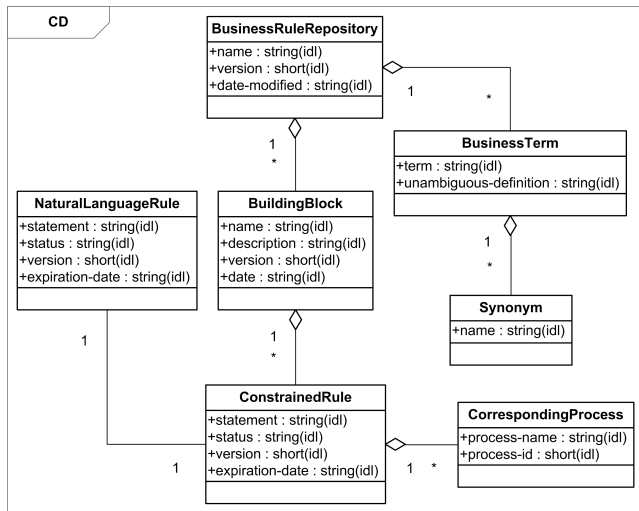 CD
BusinessRuleRepository
+name : string(idl)
+version : short(idl)
+date-modified : string(idl)
1
*
1
*
BusinessTerm
+term : string(idl)
+unambiguous-definition : string(idl)
NaturalLanguageRule
+statement : string(idl)
+status : string(idl)
+version : short(idl)
+expiration-date : string(idl)
BuildingBlock
+name : string(idl)
+description : string(idl)
+version : short(idl)
+date : string(idl)
1
*
Synonym
+name : string(idl)
1
1
*
ConstrainedRule
+statement : string(idl)
+status : string(idl)
+version : short(idl)
+expiration-date : string(idl)
CorrespondingProcess
+process-name : string(idl)
+process-id : short(idl)
1
1 *